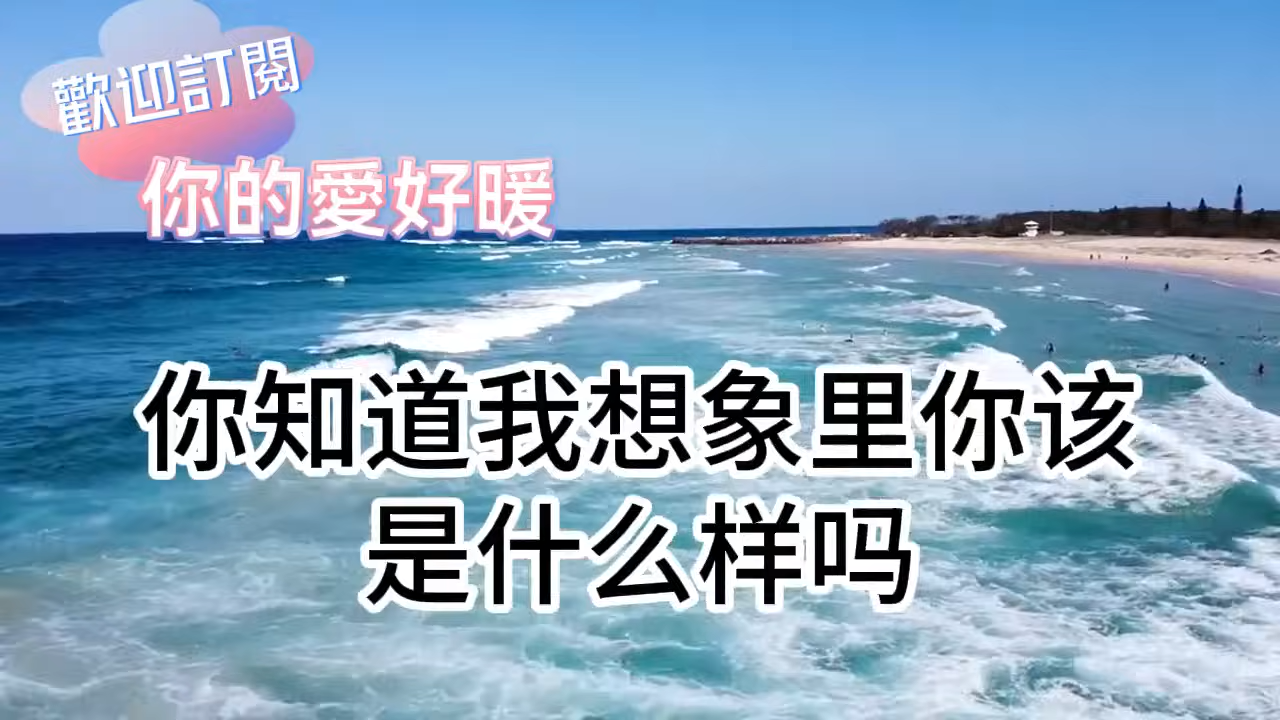 歡迎訂閱
你的愛好暖
你知道我想象里你该
是什么样吗